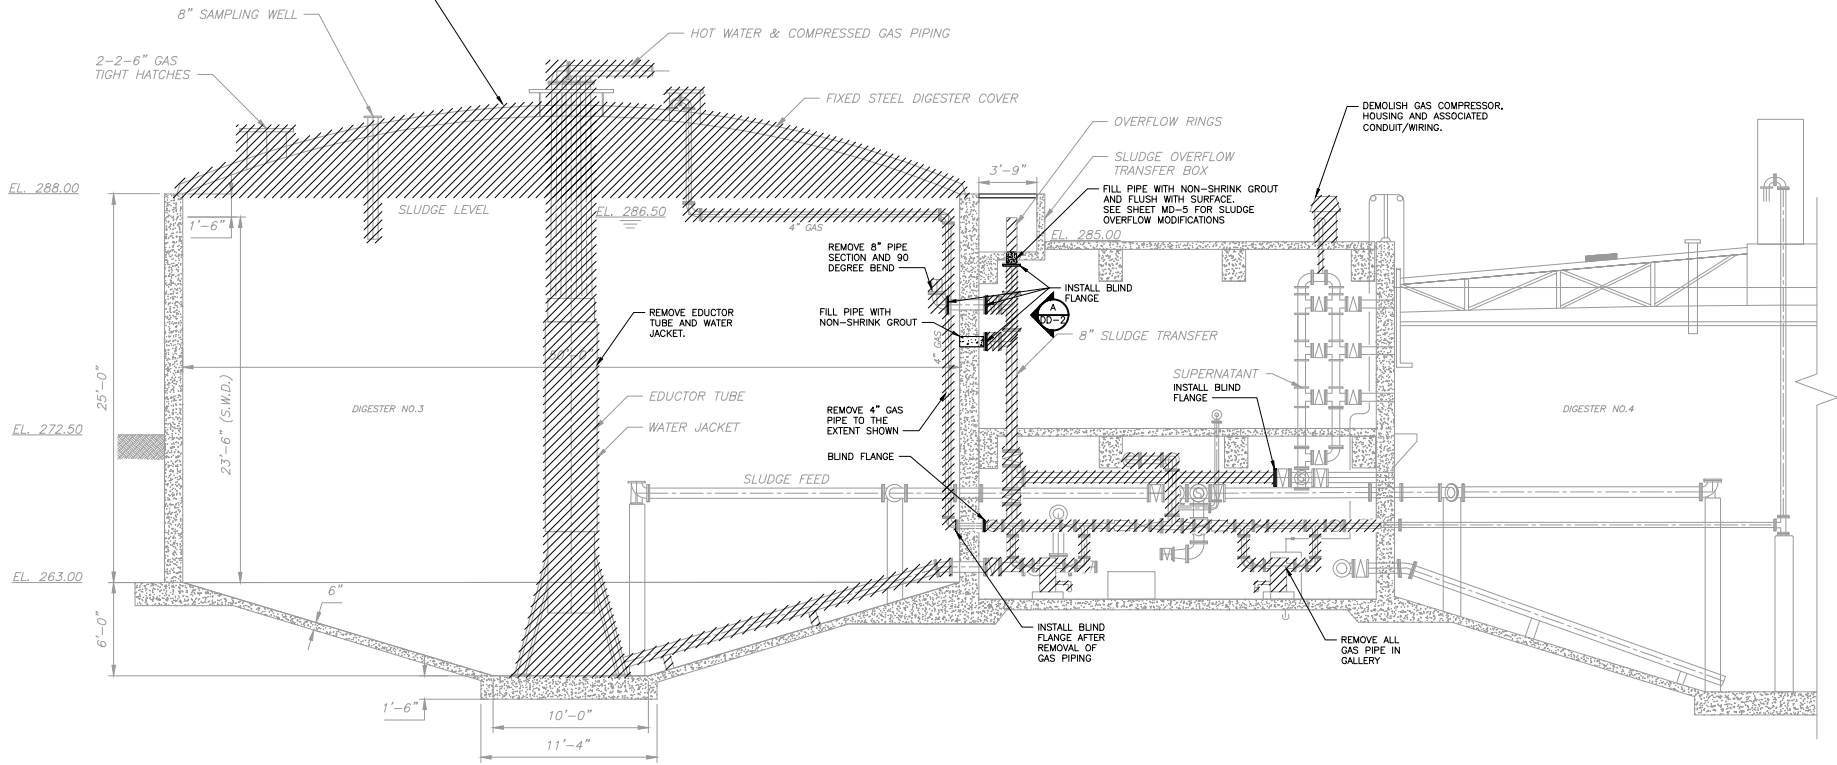 8" SAMPLING WELL
HOT WATER & COMPRESSED GAS PIPING
2-2-6" GAS
TIGHT HATCHES
FIXED STEEL DIGESTER COVER
DEMOLISH GAS COMPRESSOR,
HOUSING AND ASSOCIATED
CONDUIT/WIRING.
OVERFLOW RINGS
SLUDGE OVERFLOW
TRANSFER BOX
3'-9"
FILL PIPE WITH NON-SHRINK GROUT
AND FLUSH WITH SURFACE.
SEE SHEET MD-5 FOR SLUDGE
OVERFLOW MODIFICATIONS
EL. 288.00
SLUDGE LEVEL
EL. 286.50
1'-6"
4" GAS
EL. 285.00
REMOVE 8" PIPE
SECTION AND 90
DEGREE BEND
INSTALL BLIND
FLANGE
A
DD-2
REMOVE EDUCTOR
TUBE AND WATER
JACKET.
FILL PIPE WITH
NON-SHRINK GROUT
4" GAS
8" SLUDGE TRANSFER
25'-0"
23'-6" (S.W.D.)
SUPERNATANT
INSTALL BLIND
FLANGE
DIGESTER NO.3
EDUCTOR TUBE
REMOVE 4" GAS
PIPE TO THE
EXTENT SHOWN
DIGESTER NO.4
EL. 272.50
WATER JACKET
BLIND FLANGE
SLUDGE FEED
EL. 263.00
6"
6'-0"
INSTALL BLIND
FLANGE AFTER
REMOVAL OF
GAS PIPING
REMOVE ALL
GAS PIPE IN
GALLERY
1'-6"
10'-0"
11'-4"